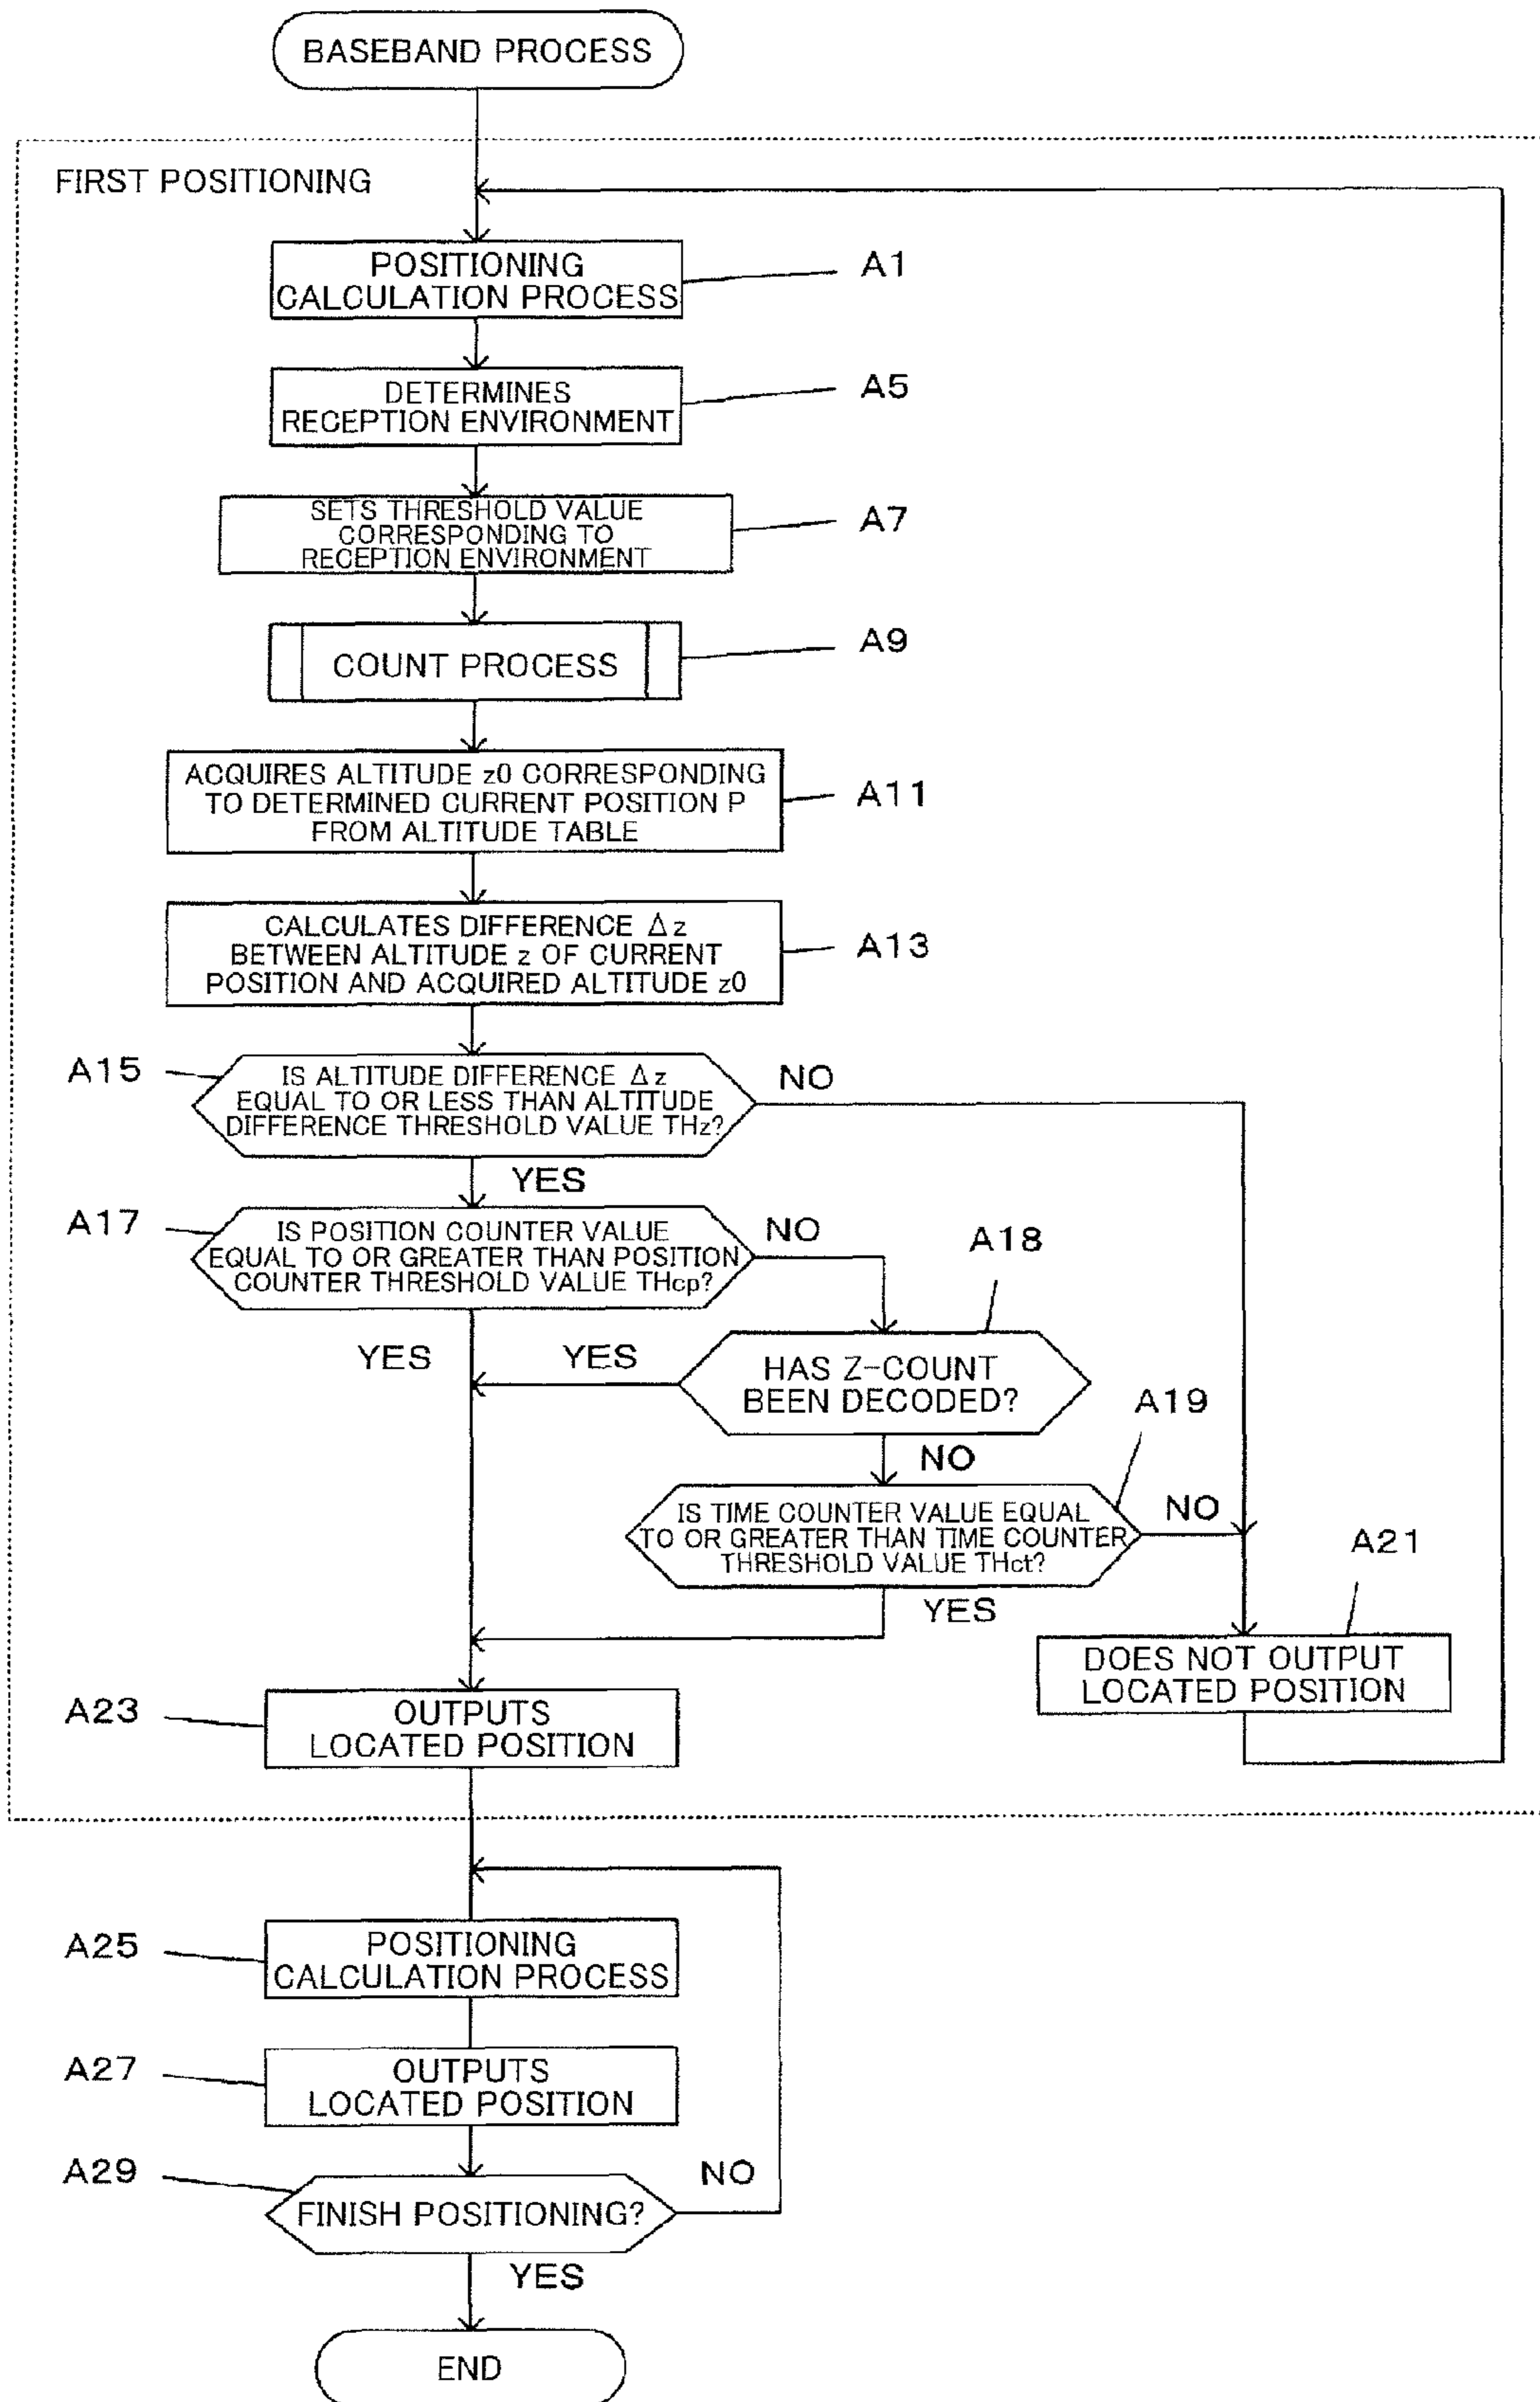 BASEBAND PROCESS
FIRST POSITIONING
POSITIONING
CALCULATION PROCESS
A1
DETERMINES
RECEPTION ENVIRONMENT
A5
SETS THRESHOLD VALUE
CORRESPONDING TO
RECEPTION ENVIRONMENT
A7
COUNT PROCESS
A9
ACQUIRES ALTITUDE z0 CORRESPONDING
TO DETERMINED CURRENT POSITION P
FROM ALTITUDE TABLE
A11
CALCULATES DIFFERENCE Δz
BETWEEN ALTITUDE z OF CURRENT
POSITION AND ACQUIRED ALTITUDE z0
A13
A15
IS ALTITUDE DIFFERENCE Δz
EQUAL TO OR LESS THAN ALTITUDE
DIFFERENCE THRESHOLD VALUE THz?
NO
YES
A17
IS POSITION COUNTER VALUE
EQUAL TO OR GREATER THAN POSITION
COUNTER THRESHOLD VALUE THcp?
NO
A18
YES
YES
HAS Z-COUNT
BEEN DECODED?
A19
NO
IS TIME COUNTER VALUE EQUAL
TO OR GREATER THAN TIME COUNTER
THRESHOLD VALUE THct?
NO
A21
YES
DOES NOT OUTPUT
LOCATED POSITION
A23
OUTPUTS
LOCATED POSITION
A25
POSITIONING
CALCULATION PROCESS
A27
OUTPUTS
LOCATED POSITION
A29
FINISH POSITIONING?
NO
YES
END